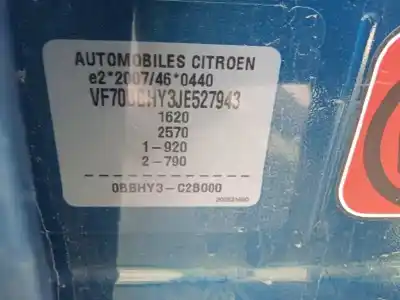 AUTOMOBILES CITROEN
e2*2007/46*0440
VF70BBHY3JE527943
1620
2570
1-920
2-790
0BBHY3-C2B000